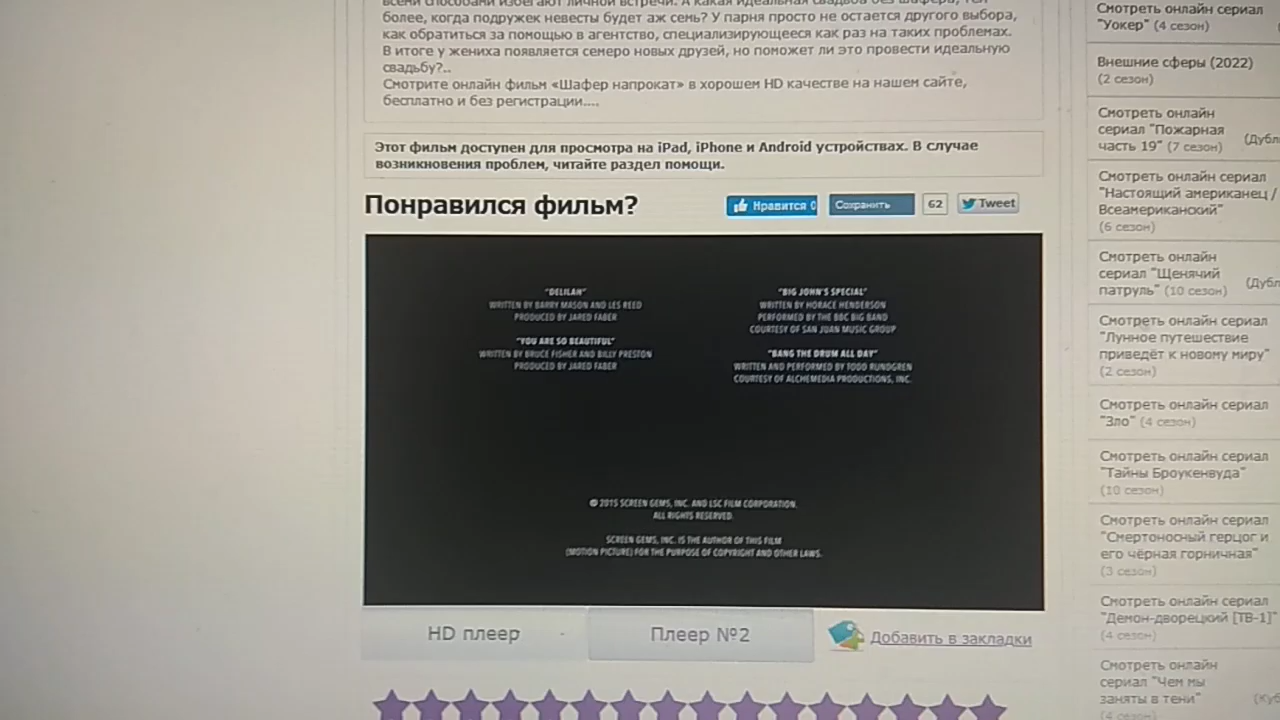 более, когда подружек невесты будет аж семь? У парня просто не остается другого выбора,
как обратиться за помощью в агентство, специализирующееся как раз на таких проблемах.
В итоге у жениха появляется семеро новых друзей, но поможет ли это провести идеальную
свадьбу?..
Смотрите онлайн фильм «Шафер напрокат» в хорошем HD качестве на нашем сайте,
бесплатно и без регистрации....
Этот фильм доступен для просмотра на iPad, iPhone и Android устройствах. В случае
возникновения проблем, читайте раздел помощи.
Понравился фильм?
Нравится 0
Сохранить
62
Tweet
"DELILAH"
WRITTEN BY BARRY MASON AND LES REED
PRODUCED BY JARED FABER
"YOU ARE SO BEAUTIFUL"
WRITTEN BY BRUCE FISHER AND BILLY PRESTON
PRODUCED BY JARED FABER
"BIG JOHN'S SPECIAL"
WRITTEN BY HORACE HENDERSON
PERFORMED BY THE BBC BIG BAND
COURTESY OF SAN JUAN MUSIC GROUP
"BANG THE DRUM ALL DAY"
WRITTEN AND PERFORMED BY TODD RUNDGREN
COURTESY OF ALCHEMEDIA PRODUCTIONS, INC.
© 2015 SCREEN GEMS, INC. AND LSC FILM CORPORATION.
ALL RIGHTS RESERVED.
SCREEN GEMS, INC. IS THE AUTHOR OF THIS FILM
(MOTION PICTURE) FOR THE PURPOSE OF COPYRIGHT AND OTHER LAWS.
HD плеер
Плеер №2
Добавить в закладки
Смотреть онлайн сериал
"Уокер" (4 сезон)
Внешние сферы (2022)
(2 сезон)
Смотреть онлайн
сериал "Пожарная
часть 19" (7 сезон)
Смотреть онлайн сериал
"Настоящий американец /
Всеамериканский"
(6 сезон)
Смотреть онлайн
сериал "Щенячий
патруль" (10 сезон)
Смотреть онлайн сериал
"Лунное путешествие
приведёт к новому миру"
(2 сезон)
Смотреть онлайн сериал
"Зло" (4 сезон)
Смотреть онлайн сериал
"Тайны Броукенвуда"
(10 сезон)
Смотреть онлайн сериал
"Смертоносный герцог и
его чёрная горничная"
(3 сезон)
Смотреть онлайн сериал
"Демон-дворецкий [ТВ-1]"
(4 сезон)
Смотреть онлайн
сериал "Чем мы
заняты в тени"
(4 сезон)